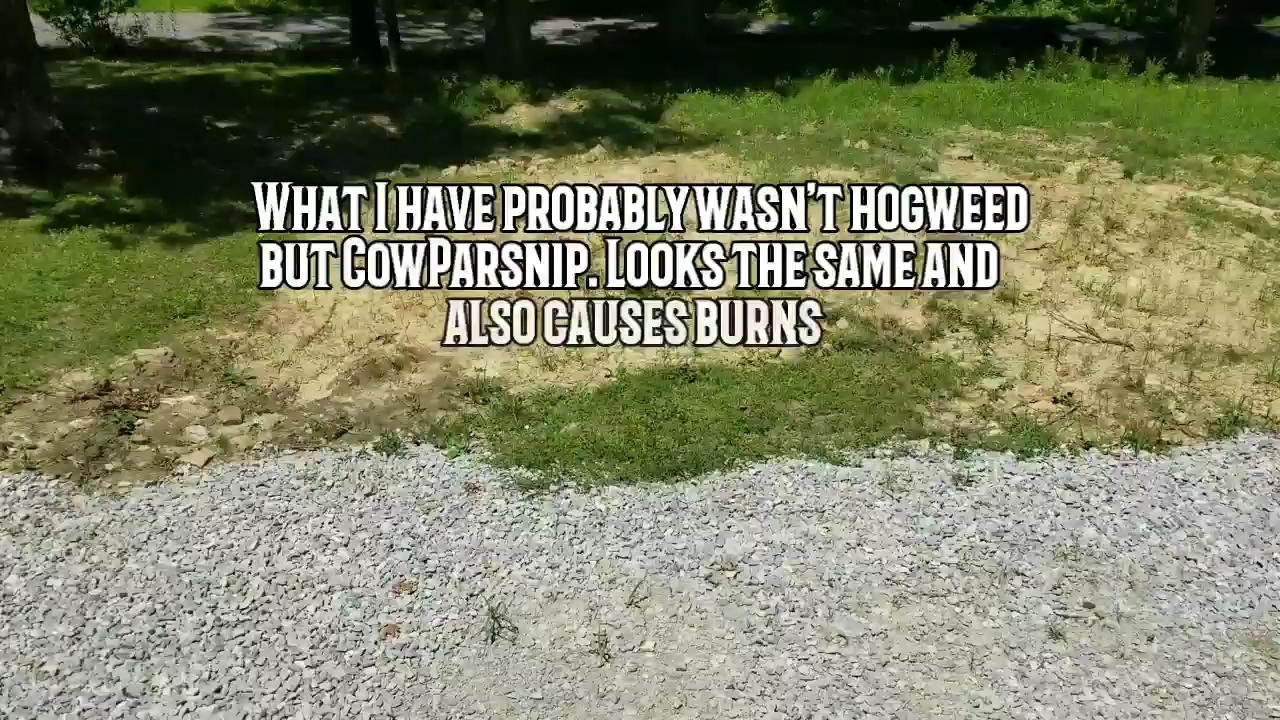 What I have probably wasn't hogweed
but CowParsnip. Looks the same and
also causes burns